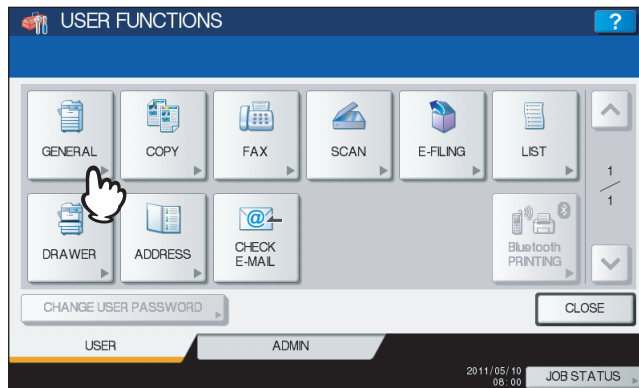 USER FUNCTIONS
?
GENERAL
COPY
FAX
SCAN
E-FILING
LIST
1
1
DRAWER
ADDRESS
CHECK
E-MAIL
Bluetooth
PRINTING
CHANGE USER PASSWORD
CLOSE
USER
ADMIN
2011/05/10
08:00
JOB STATUS